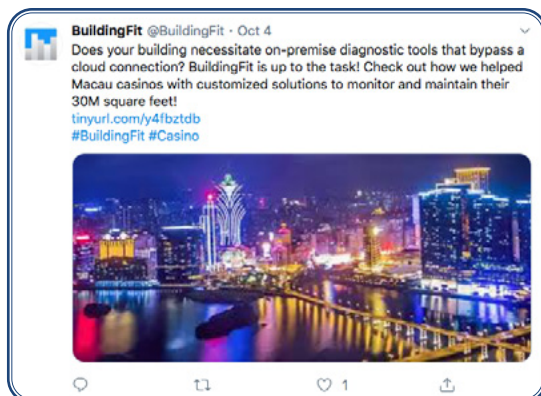 BuildingFit @BuildingFit · Oct 4
Does your building necessitate on-premise diagnostic tools that bypass a
cloud connection? BuildingFit is up to the task! Check out how we helped
Macau casinos with customized solutions to monitor and maintain their
30M square feet!
tinyurl.com/y4fbztdb
#BuildingFit #Casino
1